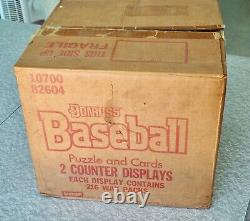 FRAGILE
THIS SIDE UP
10700
82604
DONRUSS
Baseball
Puzzle and Cards
2 COUNTER DISPLAYS
EACH DISPLAY CONTAINS
216 WAX PACKS